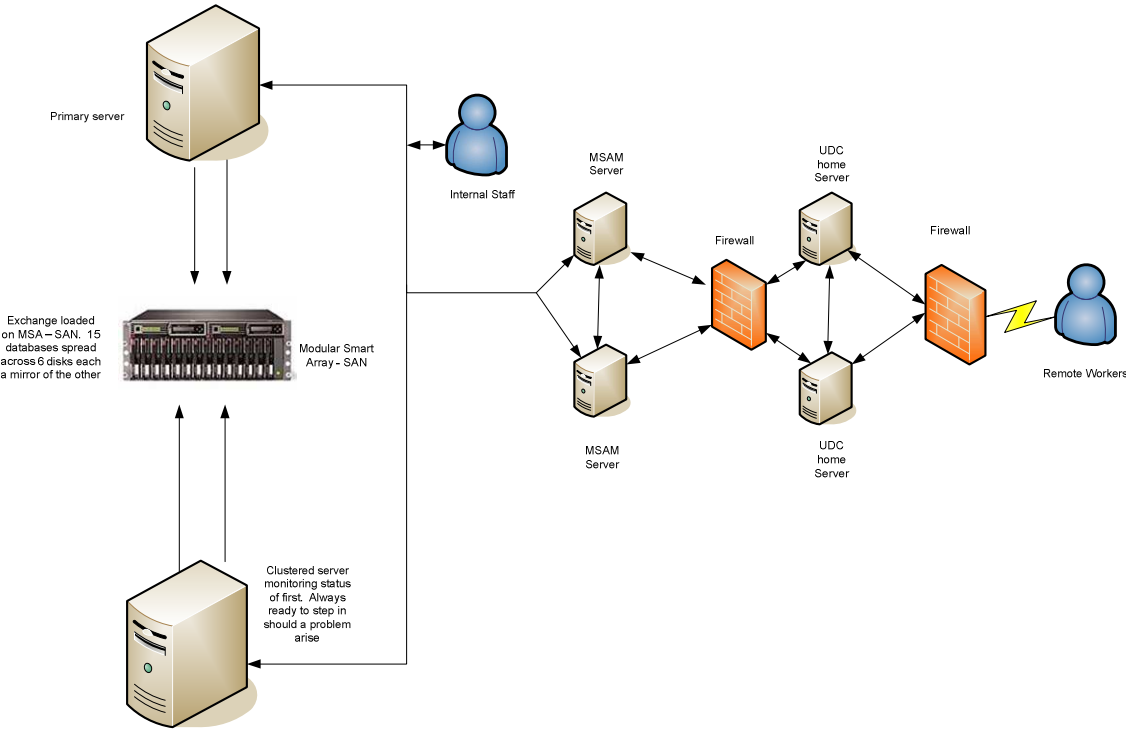 Primary server
Internal Staff
MSAM
Server
UDC
home
Server
Firewall
Firewall
Exchange loaded
on MSA – SAN.  15
databases spread
across 6 disks each
a mirror of the other
Modular Smart
Array - SAN
Remote Workers
MSAM
Server
UDC
home
Server
Clustered server
monitoring status
of first.  Always
ready to step in
should a problem
arise